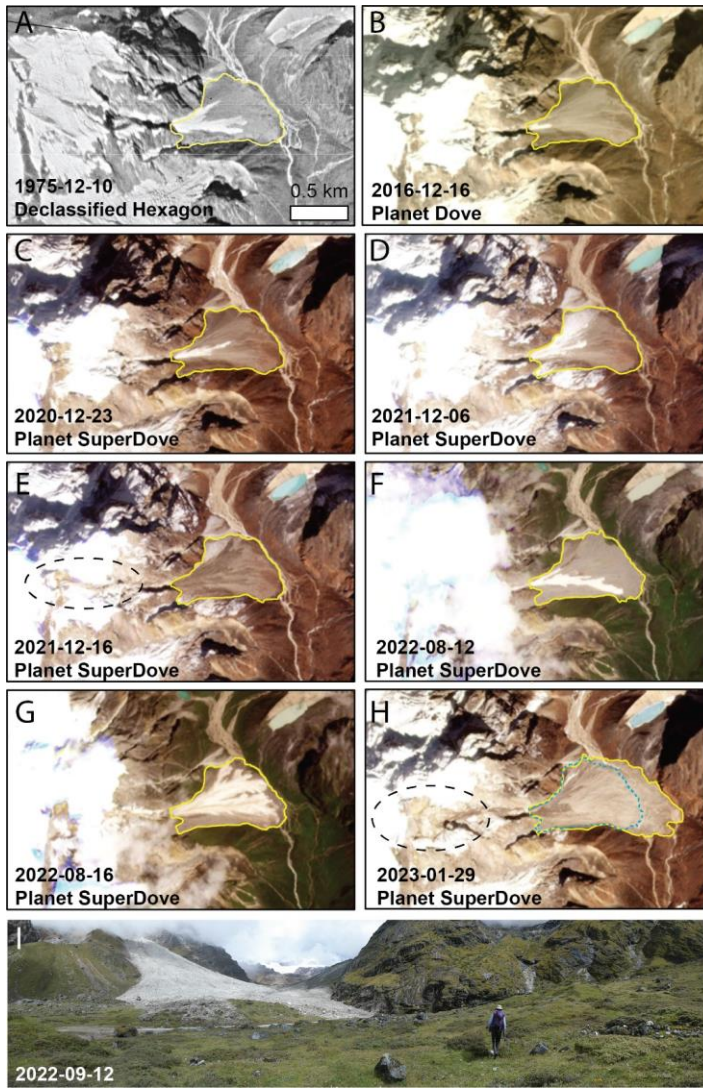 A
1975-12-10
Declassified Hexagon
0.5 km
B
2016-12-16
Planet Dove
C
2020-12-23
Planet SuperDove
D
2021-12-06
Planet SuperDove
E
2021-12-16
Planet SuperDove
F
2022-08-12
Planet SuperDove
G
2022-08-16
Planet SuperDove
H
2023-01-29
Planet SuperDove
I
2022-09-12